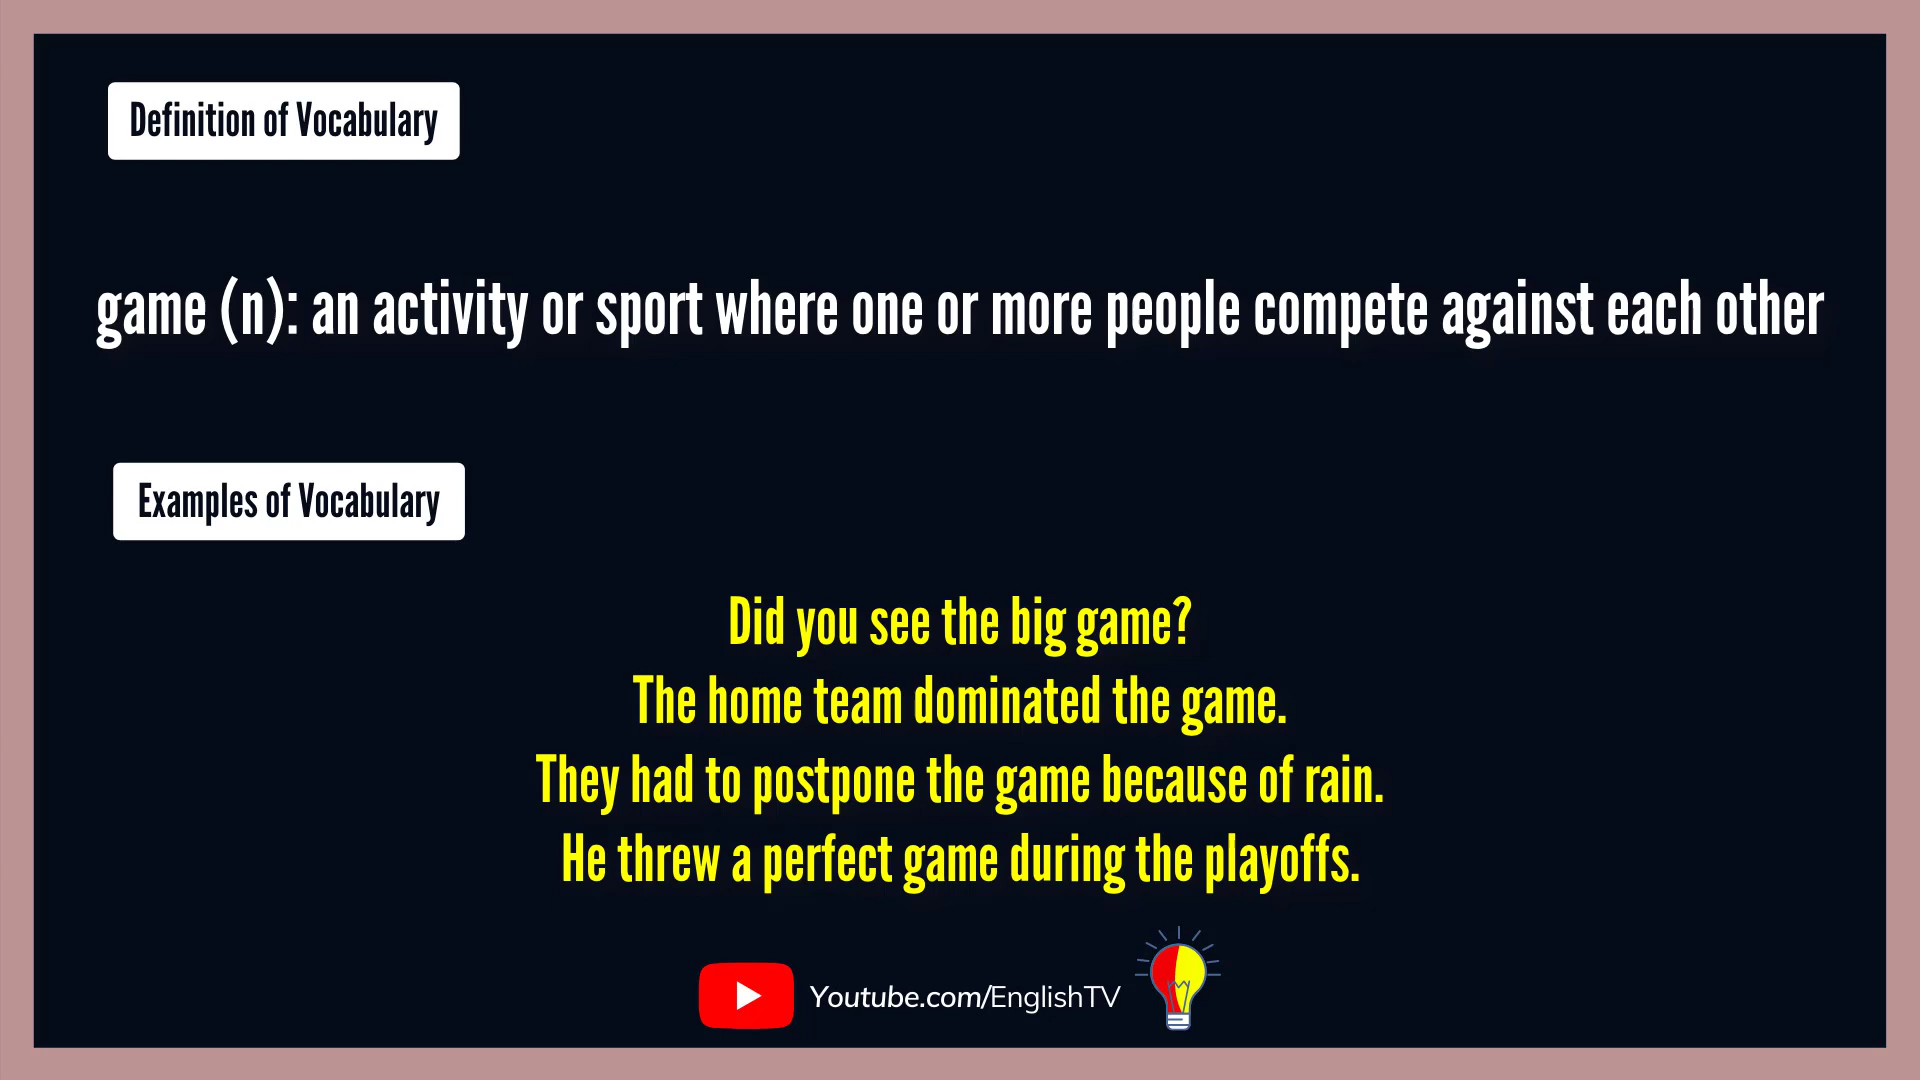 Definition of Vocabulary
game (n): an activity or sport where one or more people compete against each other
Examples of Vocabulary
Did you see the big game?
The home team dominated the game.
They had to postpone the game because of rain.
He threw a perfect game during the playoffs.
Youtube.com/EnglishTV